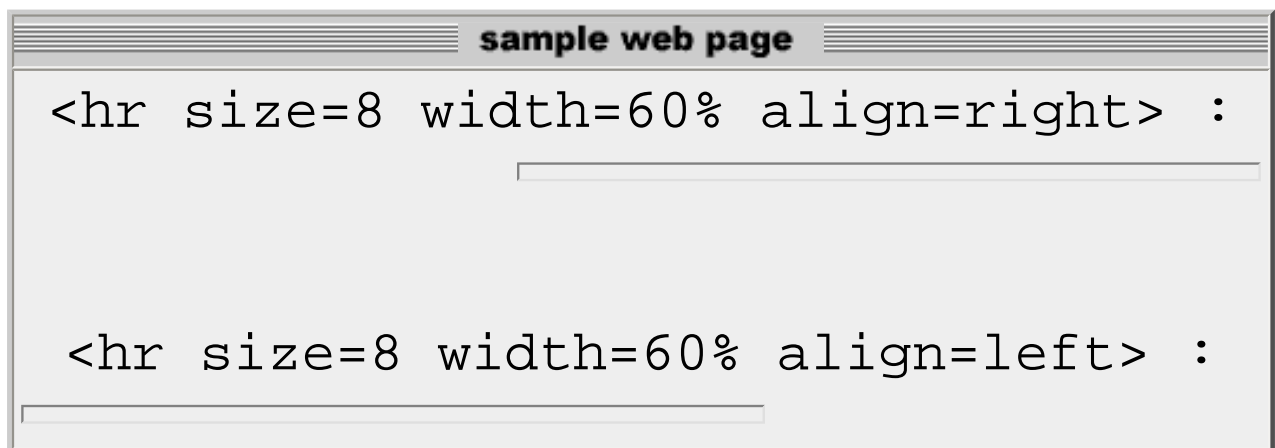 sample web page
<hr size=8 width=60% align=right> :
<hr size=8 width=60% align=left> :